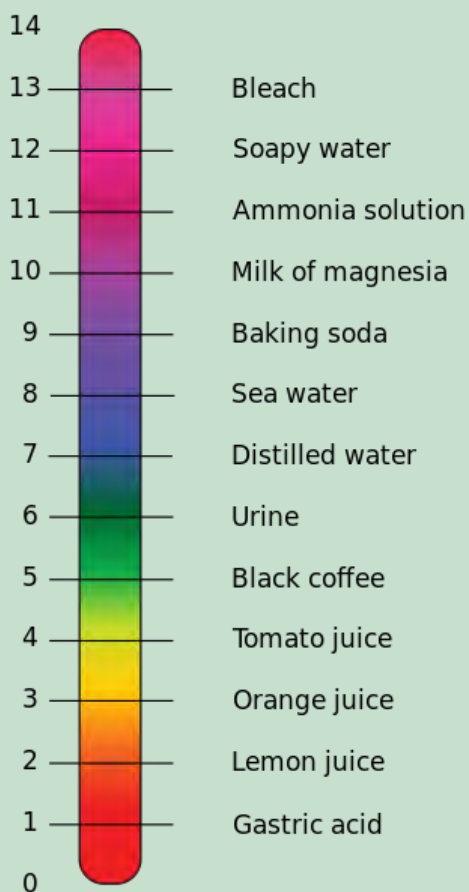 14
13 Bleach
12 Soapy water
11 Ammonia solution
10 Milk of magnesia
9 Baking soda
8 Sea water
7 Distilled water
6 Urine
5 Black coffee
4 Tomato juice
3 Orange juice
2 Lemon juice
1 Gastric acid
0